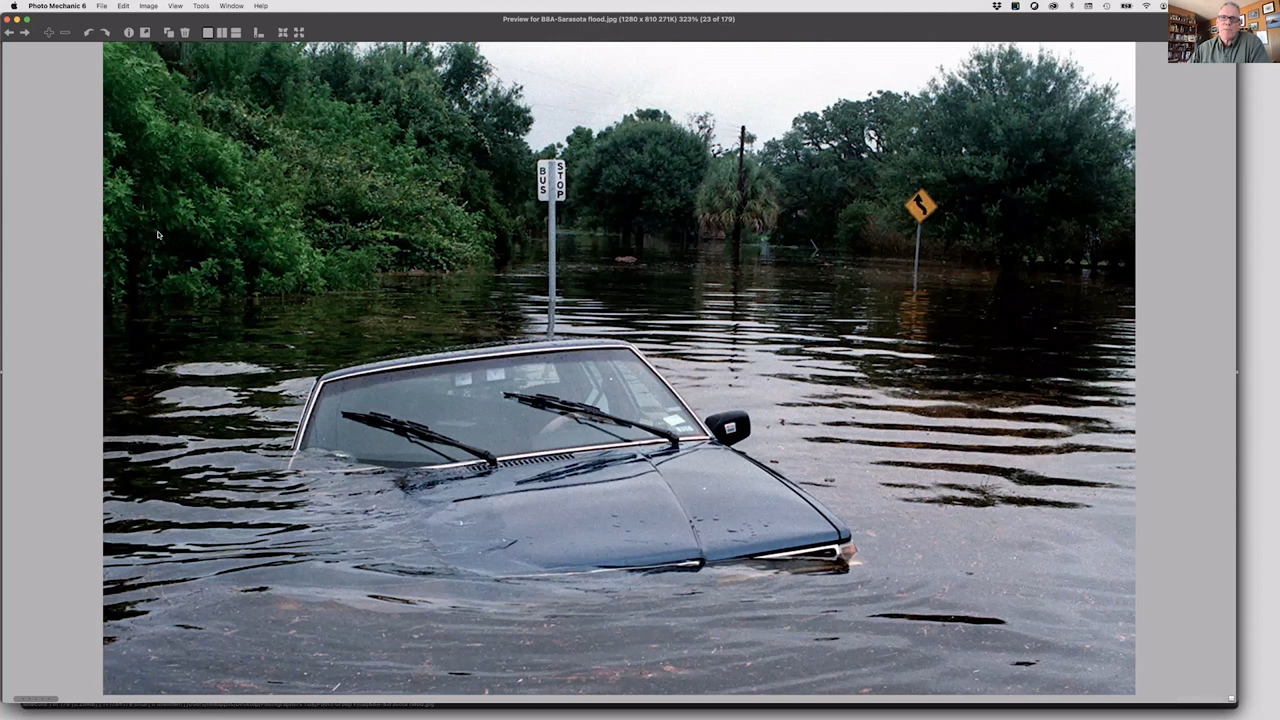 Photo Mechanic 6 File Edit Image View Tools Window Help
Preview for B8A-Sarasota flood.jpg (1280 x 810 271K) 323% (23 of 179)
BUS STOP